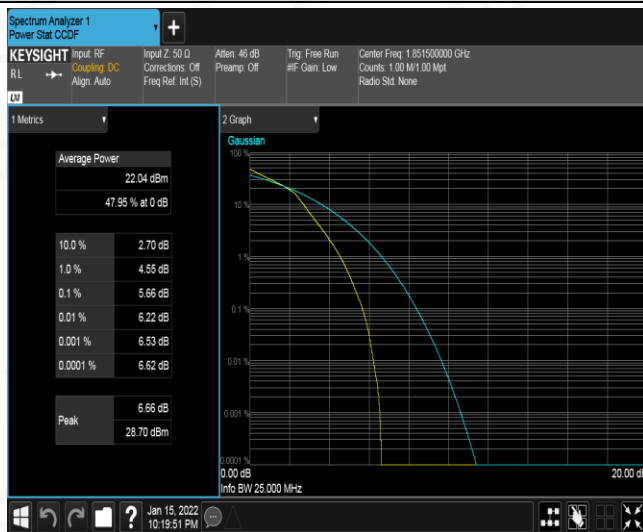 Spectrum Analyzer 1
Power Stat CCDF
+
KEYSIGHT Input: RF Input Z: 50 Ω Atten: 46 dB Trig: Free Run Center Freq: 1.851500000 GHz
RL Coupling: DC Corrections: Off Preamp: Off #IF Gain: Low Counts: 1.00 M/1.00 Mpt
Align: Auto Freq Ref: Int (S) Radio Std: None
LXI
1 Metrics
Average Power
22.04 dBm
47.95 % at 0 dB
10.0 % 2.70 dB
1.0 % 4.55 dB
0.1 % 5.66 dB
0.01 % 6.22 dB
0.001 % 6.53 dB
0.0001 % 6.62 dB
Peak 6.66 dB
28.70 dBm
2 Graph
Gaussian
100 %
10 %
1 %
0.1 %
0.01 %
0.001 %
0.0001 %
0.00 dB 20.00 dB
Info BW 25.000 MHz
? Jan 15, 2022
10:19:51 PM